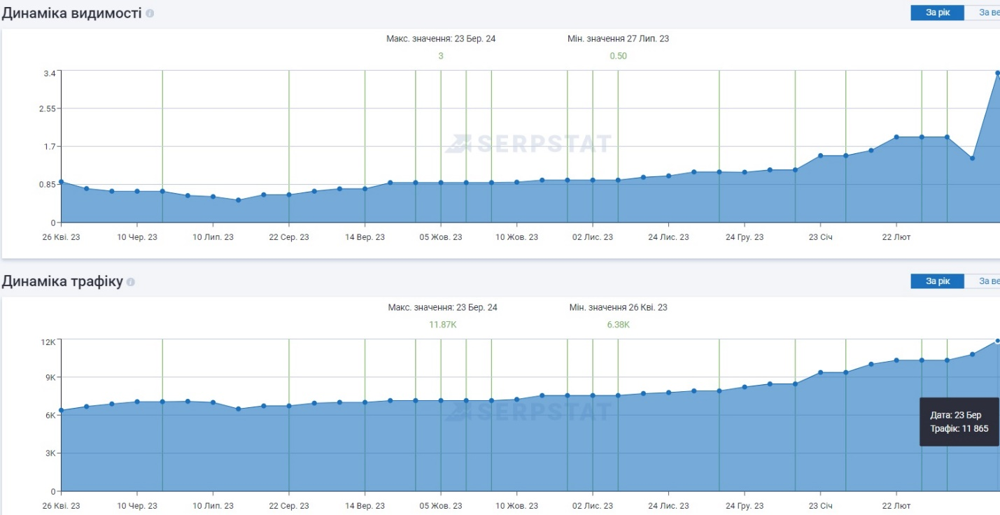 Динаміка видимості
За рік
За ве
Макс. значення: 23 Бер. 24
Мін. значення 27 Лип. 23
3
0.50
3.4
2.55
1.7
0.85
0
SERPSTAT
26 Кві. 23
10 Чер. 23
10 Лип. 23
22 Сер. 23
14 Вер. 23
05 Жов. 23
10 Жов. 23
02 Лис. 23
24 Лис. 23
24 Гру. 23
23 Січ
22 Лют
Динаміка трафіку
За рік
За ве
Макс. значення: 23 Бер. 24
Мін. значення 26 Кві. 23
11.87K
6.38K
12K
9K
6K
3K
0
SERPSTAT
Дата: 23 Бер
Трафік: 11 865
26 Кві. 23
10 Чер. 23
10 Лип. 23
22 Сер. 23
14 Вер. 23
05 Жов. 23
10 Жов. 23
02 Лис. 23
24 Лис. 23
24 Гру. 23
23 Січ
22 Лют